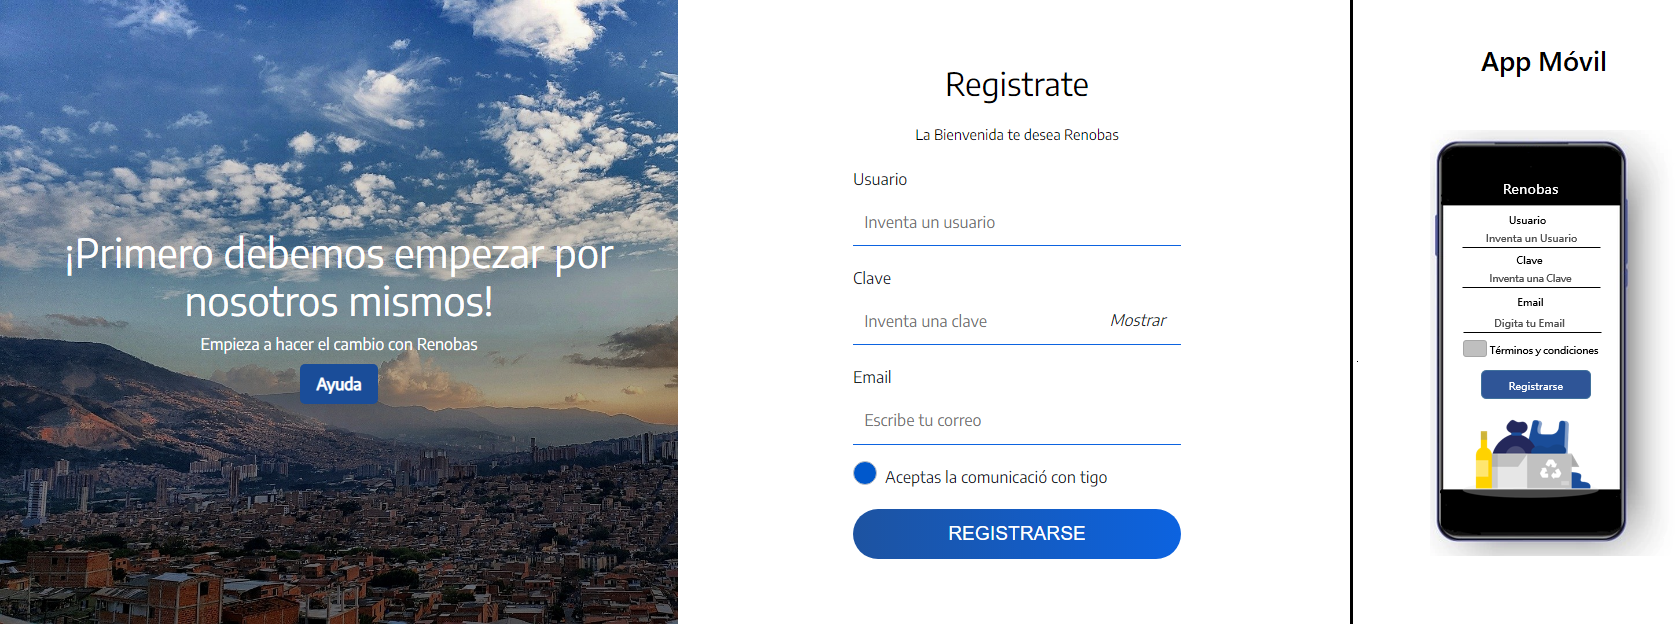 ¡Primero debemos empezar por
nosotros mismos!
Empieza a hacer el cambio con Renobas
Ayuda
Registrate
La Bienvenida te desea Renobas
Usuario
Inventa un usuario
Clave
Inventa una clave
Mostrar
Email
Escribe tu correo
Aceptas la comunicació con tigo
REGISTRARSE
App Móvil
Renobas
Usuario
Inventa un Usuario
Clave
Inventa una Clave
Email
Digita tu Email
Términos y condiciones
Registrarse